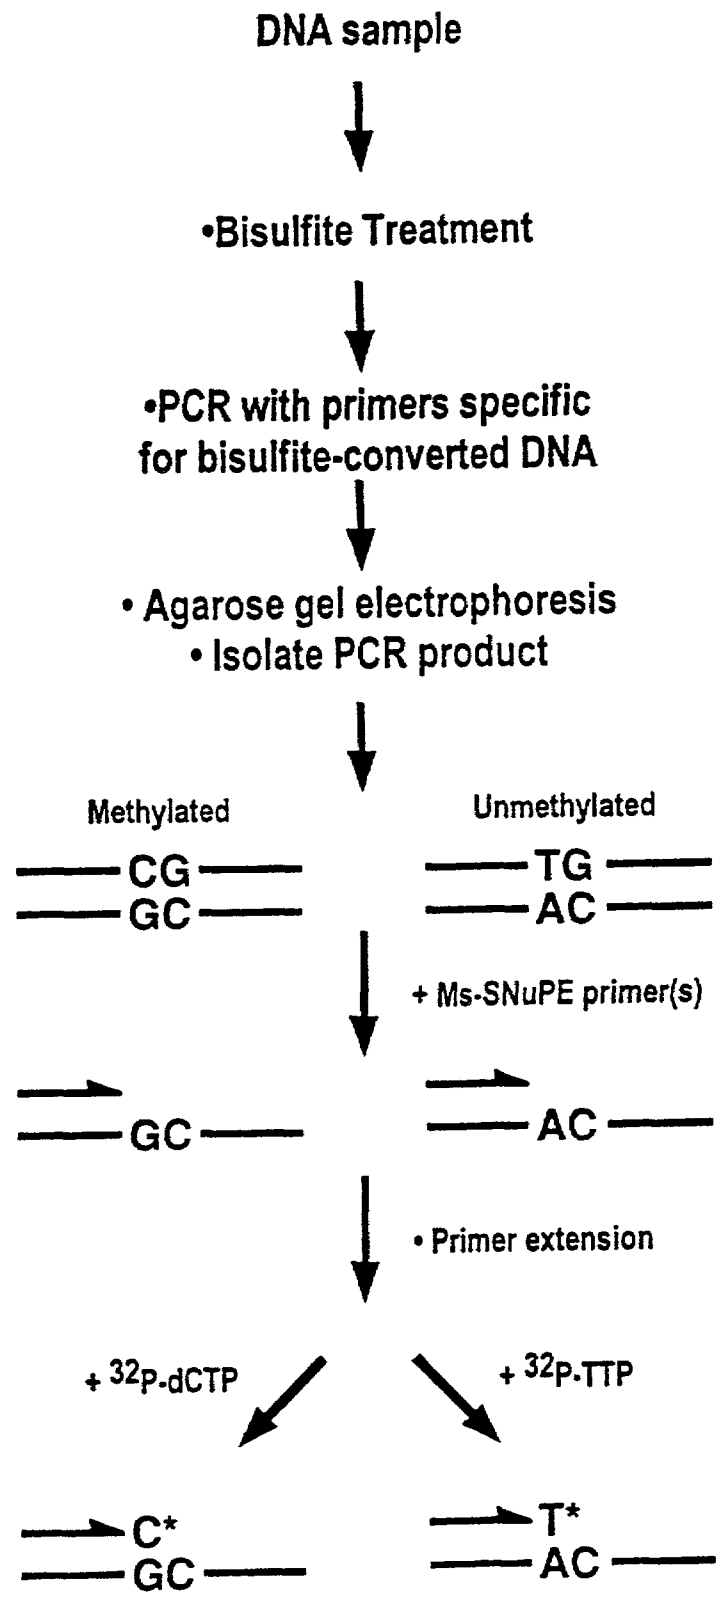 DNA sample
•Bisulfite Treatment
•PCR with primers specific
for bisulfite-converted DNA
• Agarose gel electrophoresis
• Isolate PCR product
Methylated
Unmethylated
CG
TG
GC
AC
+ Ms-SNuPE primer(s)
GC
AC
• Primer extension
+ 32P-dCTP
+ 32P-TTP
C*
T*
GC
AC